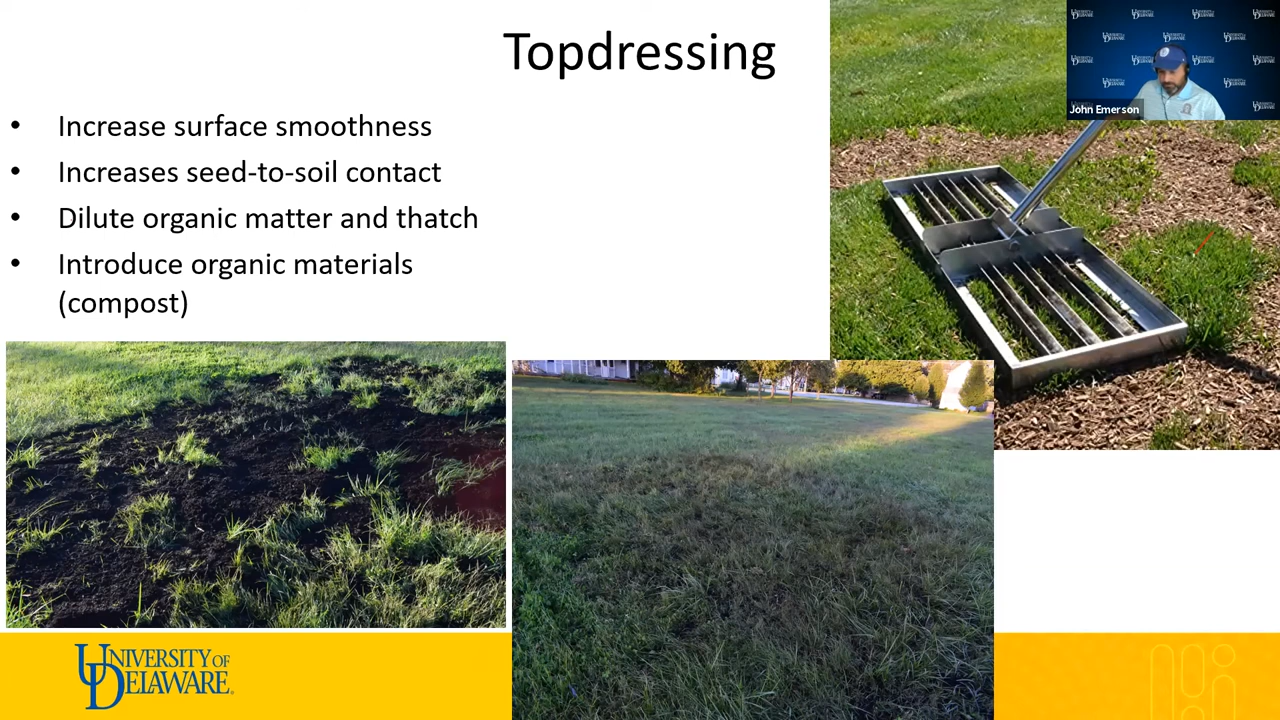 Topdressing
• Increase surface smoothness
• Increases seed-to-soil contact
• Dilute organic matter and thatch
• Introduce organic materials
(compost)
John Emerson
UNIVERSITY OF
DELAWARE